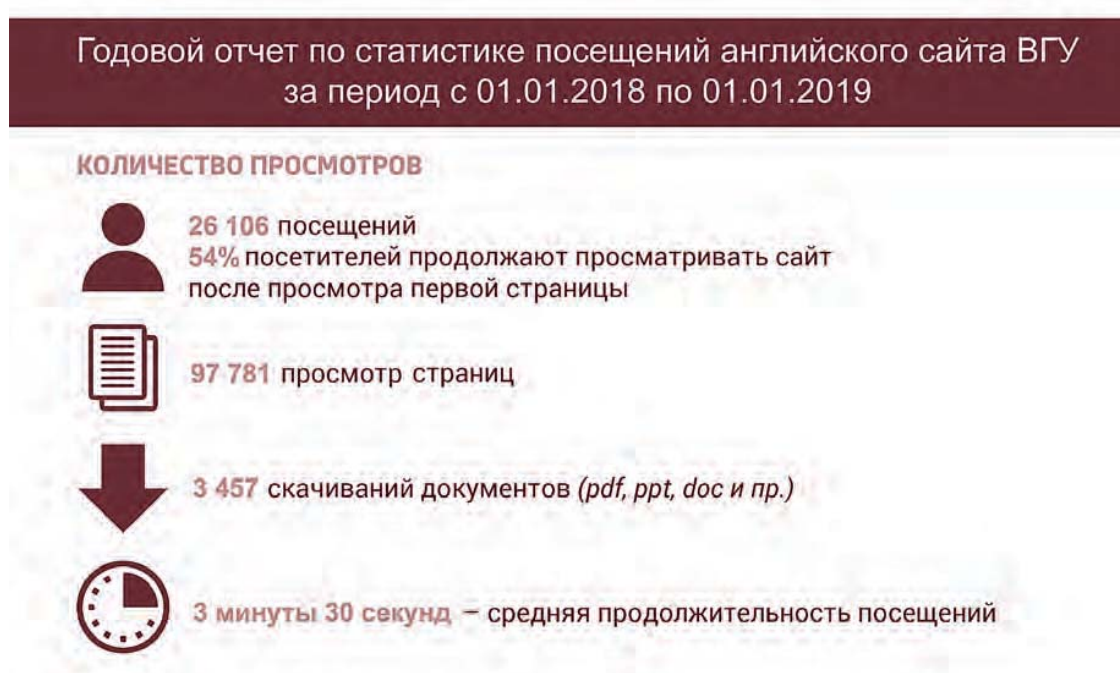 Годовой отчет по статистике посещений английского сайта ВГУ
за период с 01.01.2018 по 01.01.2019
КОЛИЧЕСТВО ПРОСМОТРОВ
26 106 посещений
54% посетителей продолжают просматривать сайт
после просмотра первой страницы
97 781 просмотр страниц
3 457 скачиваний документов (pdf, ppt, doc и пр.)
3 минуты 30 секунд – средняя продолжительность посещений